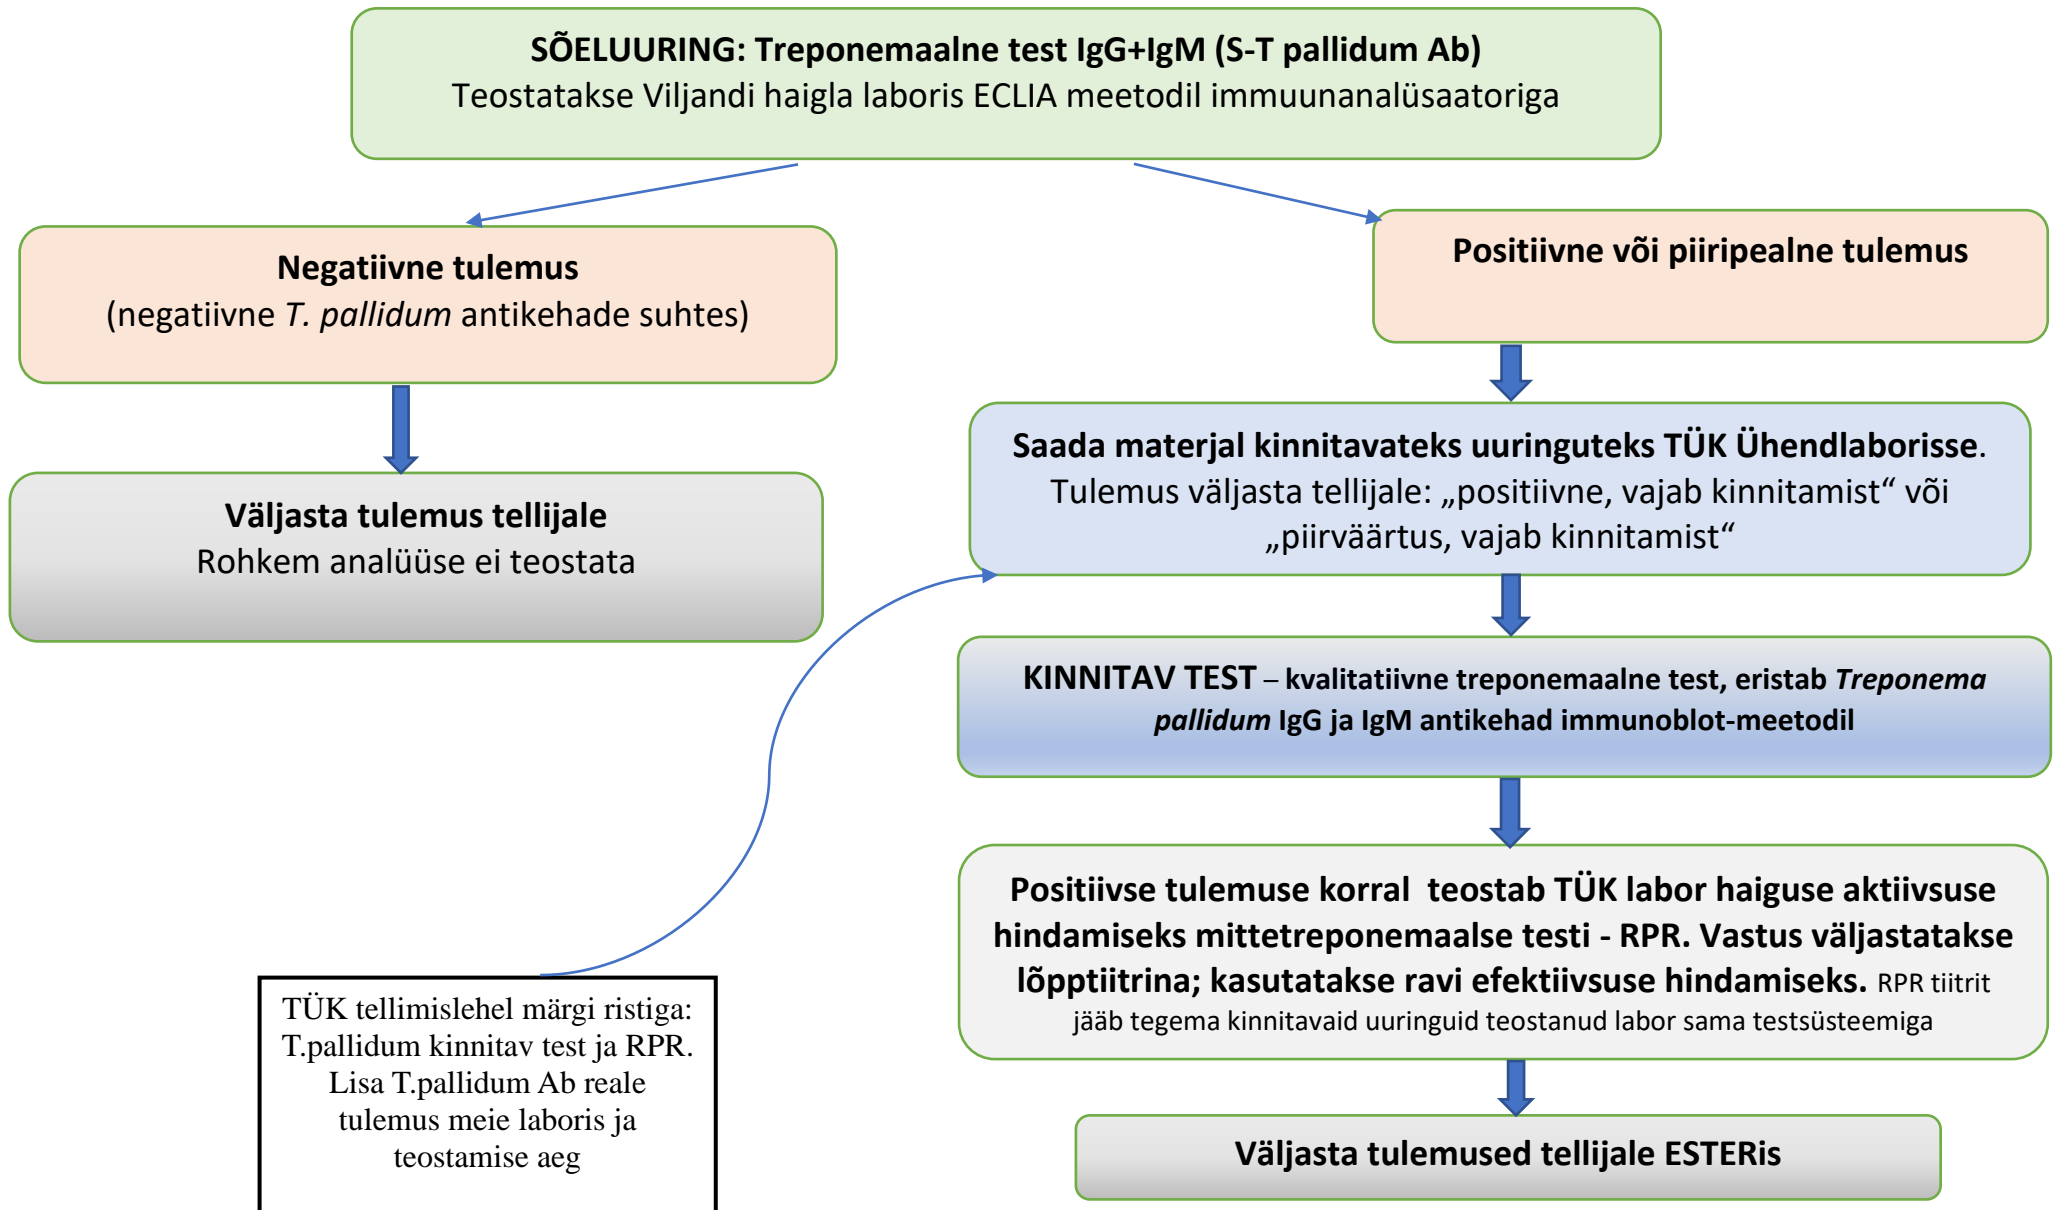 SÕELUURING: Treponemaalne test IgG+IgM (S-T pallidum Ab)
Teostatakse Viljandi haigla laboris ECLIA meetodil immuunanalüsaatoriga
Negatiivne tulemus
(negatiivne T. pallidum antikehade suhtes)
Väljasta tulemus tellijale
Rohkem analüüse ei teostata
Positiivne või piiripealne tulemus
Saada materjal kinnitavateks uuringuteks TÜK Ühendlaborisse.
Tulemus väljasta tellijale: „positiivne, vajab kinnitamist“ või
„piirväärtus, vajab kinnitamist“
KINNITAV TEST – kvalitatiivne treponemaalne test, eristab Treponema
pallidum IgG ja IgM antikehad immunoblot-meetodil
Positiivse tulemuse korral teostab TÜK labor haiguse aktiivsuse
hindamiseks mittetreponemaalse testi - RPR. Vastus väljastatakse
lõpptiitrina; kasutatakse ravi efektiivsuse hindamiseks. RPR tiitrit
jääb tegema kinnitavaid uuringuid teostanud labor sama testsüsteemiga
TÜK tellimislehel märgi ristiga:
T.pallidum kinnitav test ja RPR.
Lisa T.pallidum Ab reale
tulemus meie laboris ja
teostamise aeg
Väljasta tulemused tellijale ESTERis